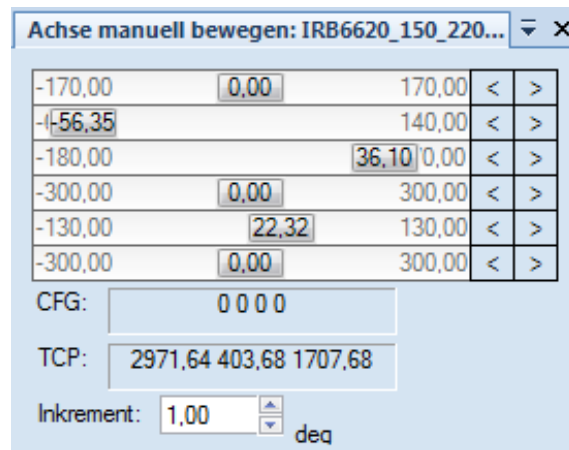 Achse manuell bewegen: IRB6620_150_220...
-170,00 0,00 170,00 < >
-56,35 140,00 < >
-180,00 36,10 0,00 < >
-300,00 0,00 300,00 < >
-130,00 22,32 130,00 < >
-300,00 0,00 300,00 < >
CFG: 0 0 0 0
TCP: 2971,64 403,68 1707,68
Inkrement: 1,00 deg